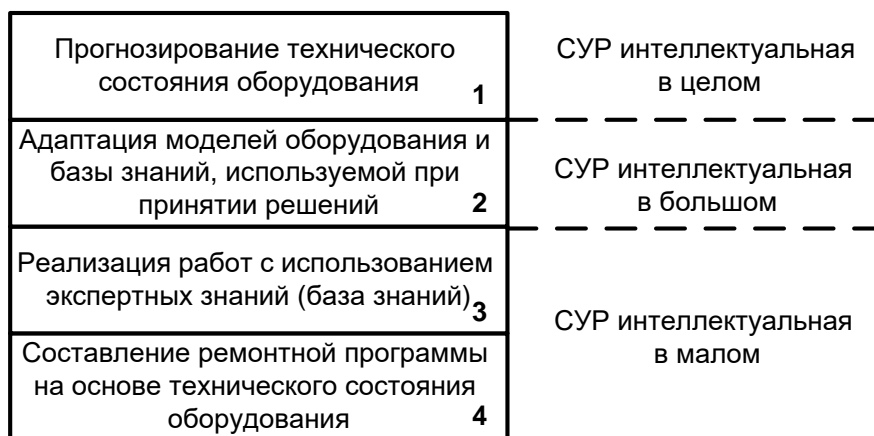 Прогнозирование технического
состояния оборудования
1
СУР интеллектуальная
в целом
Адаптация моделей оборудования и
базы знаний, используемой при
принятии решений
2
СУР интеллектуальная
в большом
Реализация работ с использованием
экспертных знаний (база знаний)
3
Составление ремонтной программы
на основе технического состояния
оборудования
4
СУР интеллектуальная
в малом